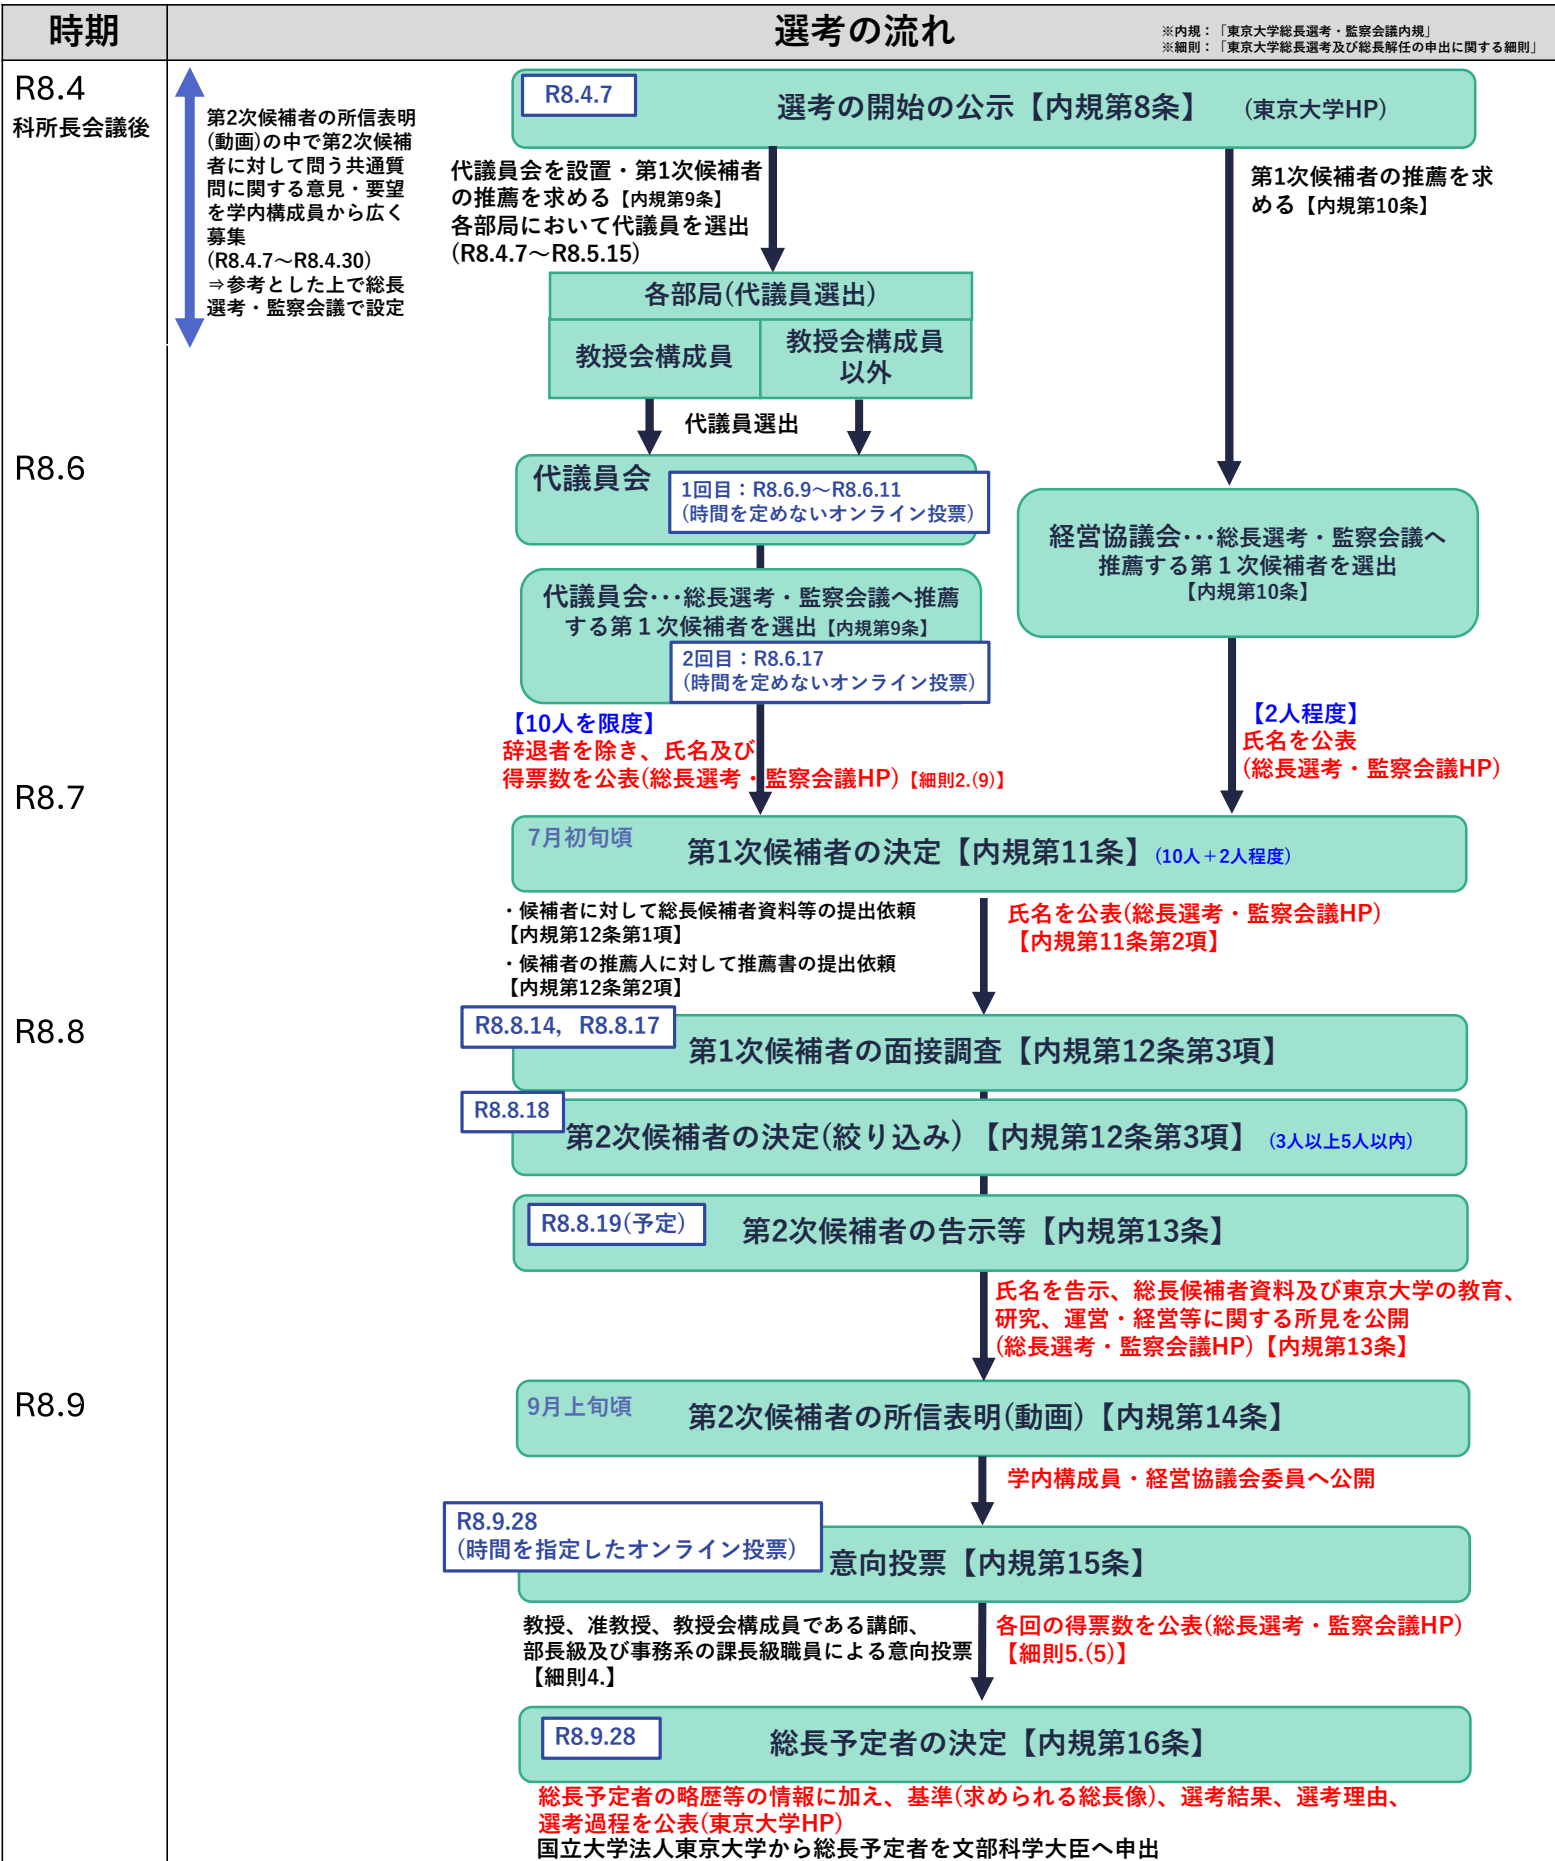 時期
選考の流れ
※内規：「東京大学総長選考・監察会議内規」
※細則：「東京大学総長選考及び総長解任の申出に関する細則」
R8.4
科所長会議後
第2次候補者の所信表明
(動画)の中で第2次候補
者に対して問う共通質
問に関する意見・要望
を学内構成員から広く
募集
(R8.4.7～R8.4.30)
⇒参考とした上で総長
選考・監察会議で設定
R8.4.7
選考の開始の公示【内規第8条】 (東京大学HP)
代議員会を設置・第1次候補者
の推薦を求める【内規第9条】
各部局において代議員を選出
(R8.4.7～R8.5.15)
第1次候補者の推薦を求
める【内規第10条】
各部局(代議員選出)
教授会構成員
教授会構成員
以外
代議員選出
R8.6
代議員会
1回目：R8.6.9～R8.6.11
(時間を定めないオンライン投票)
経営協議会･･･総長選考・監察会議へ
推薦する第１次候補者を選出
【内規第10条】
代議員会･･･総長選考・監察会議へ推薦
する第１次候補者を選出【内規第9条】
2回目：R8.6.17
(時間を定めないオンライン投票)
【10人を限度】
辞退者を除き、氏名及び
得票数を公表(総長選考・監察会議HP)【細則2.(9)】
【2人程度】
氏名を公表
(総長選考・監察会議HP)
R8.7
7月初旬頃
第1次候補者の決定【内規第11条】(10人＋2人程度)
・候補者に対して総長候補者資料等の提出依頼
【内規第12条第1項】
・候補者の推薦人に対して推薦書の提出依頼
【内規第12条第2項】
氏名を公表(総長選考・監察会議HP)
【内規第11条第2項】
R8.8
R8.8.14, R8.8.17
第1次候補者の面接調査【内規第12条第3項】
R8.8.18
第2次候補者の決定(絞り込み)【内規第12条第3項】 (3人以上5人以内)
R8.8.19(予定)
第2次候補者の告示等【内規第13条】
氏名を告示、総長候補者資料及び東京大学の教育、
研究、運営・経営等に関する所見を公開
(総長選考・監察会議HP)【内規第13条】
R8.9
9月上旬頃
第2次候補者の所信表明(動画)【内規第14条】
学内構成員・経営協議会委員へ公開
R8.9.28
(時間を指定したオンライン投票)
意向投票【内規第15条】
教授、准教授、教授会構成員である講師、
部長級及び事務系の課長級職員による意向投票
【細則4.】
各回の得票数を公表(総長選考・監察会議HP)
【細則5.(5)】
R8.9.28
総長予定者の決定【内規第16条】
総長予定者の略歴等の情報に加え、基準(求められる総長像)、選考結果、選考理由、
選考過程を公表(東京大学HP)
国立大学法人東京大学から総長予定者を文部科学大臣へ申出